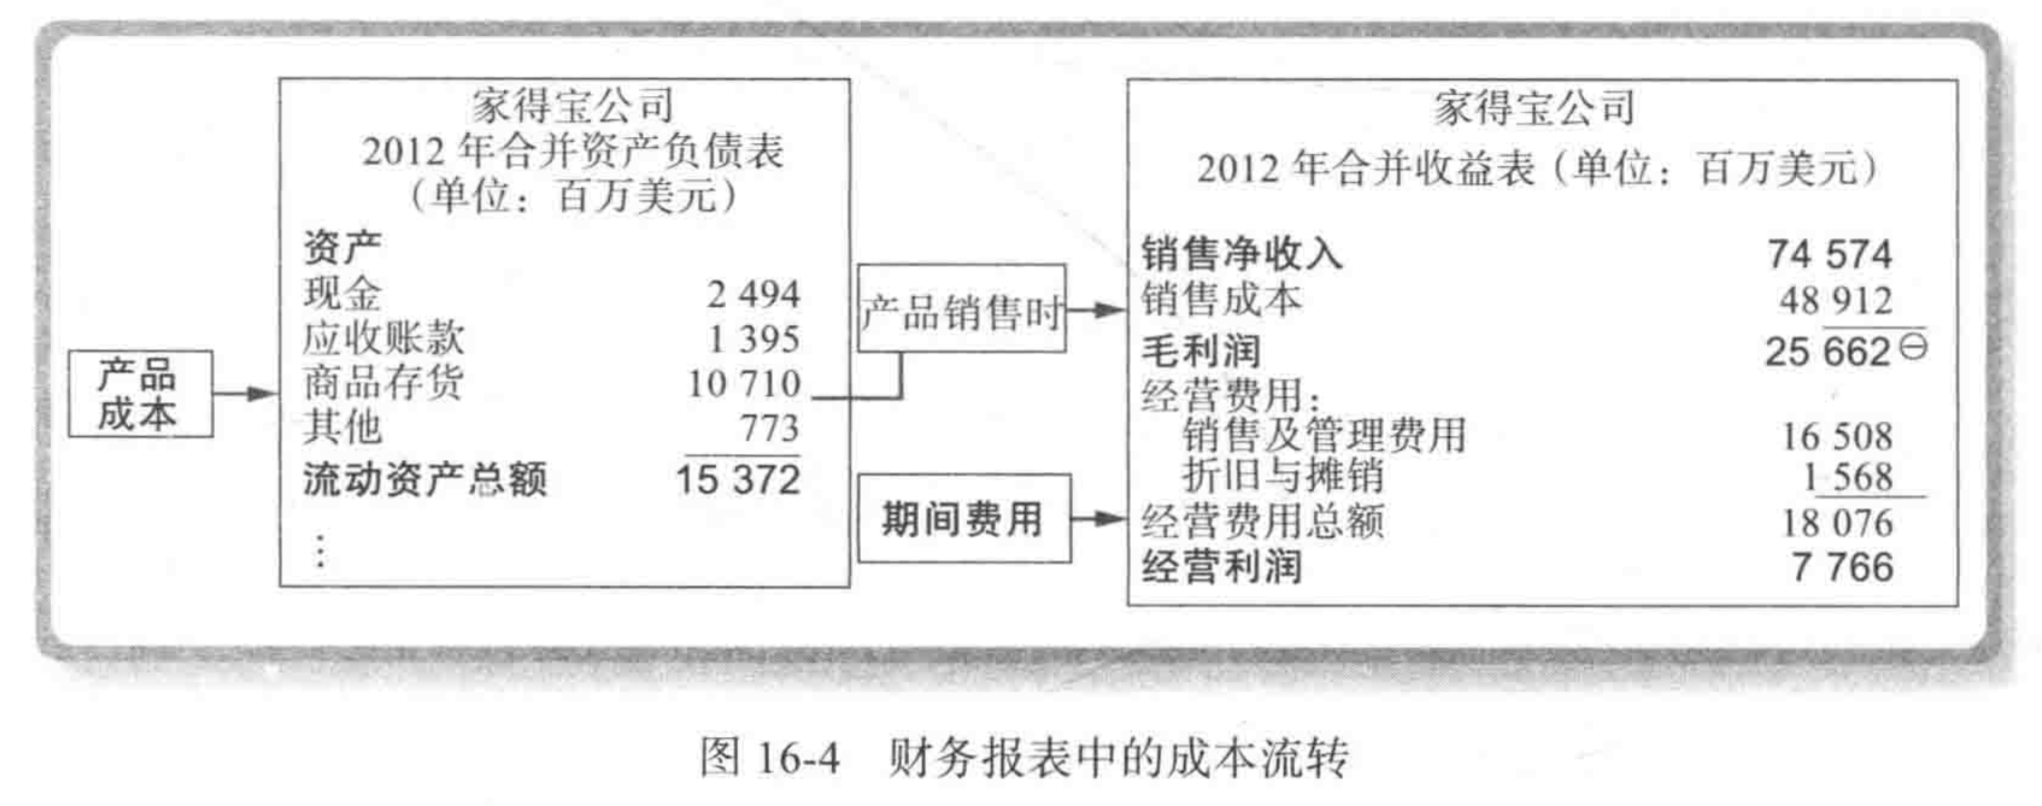 产品
成本
家得宝公司
2012 年合并资产负债表
（单位：百万美元）
资产
现金 2 494
应收账款 1 395
商品存货 10 710
其他 773
流动资产总额 15 372
⋮
产品销售时
期间费用
家得宝公司
2012 年合并收益表（单位：百万美元）
销售净收入 74 574
销售成本 48 912
毛利润 25 662 ㊀
经营费用：
销售及管理费用 16 508
折旧与摊销 1 568
经营费用总额 18 076
经营利润 7 766
图 16-4 财务报表中的成本流转